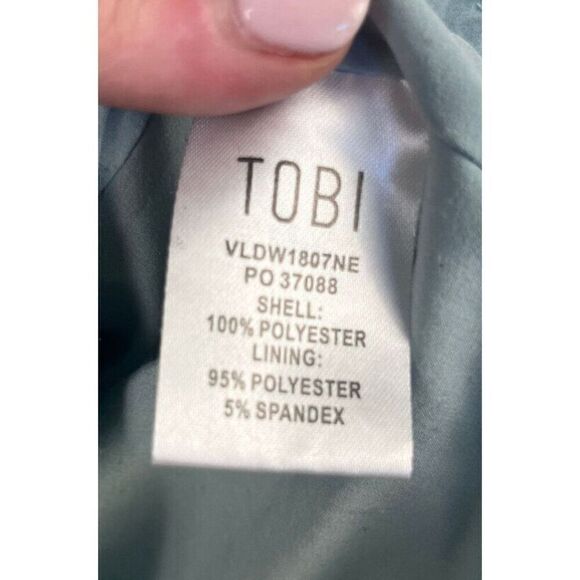 TOBI
VLDW1807NE
PO 37088
SHELL:
100% POLYESTER
LINING:
95% POLYESTER
5% SPANDEX